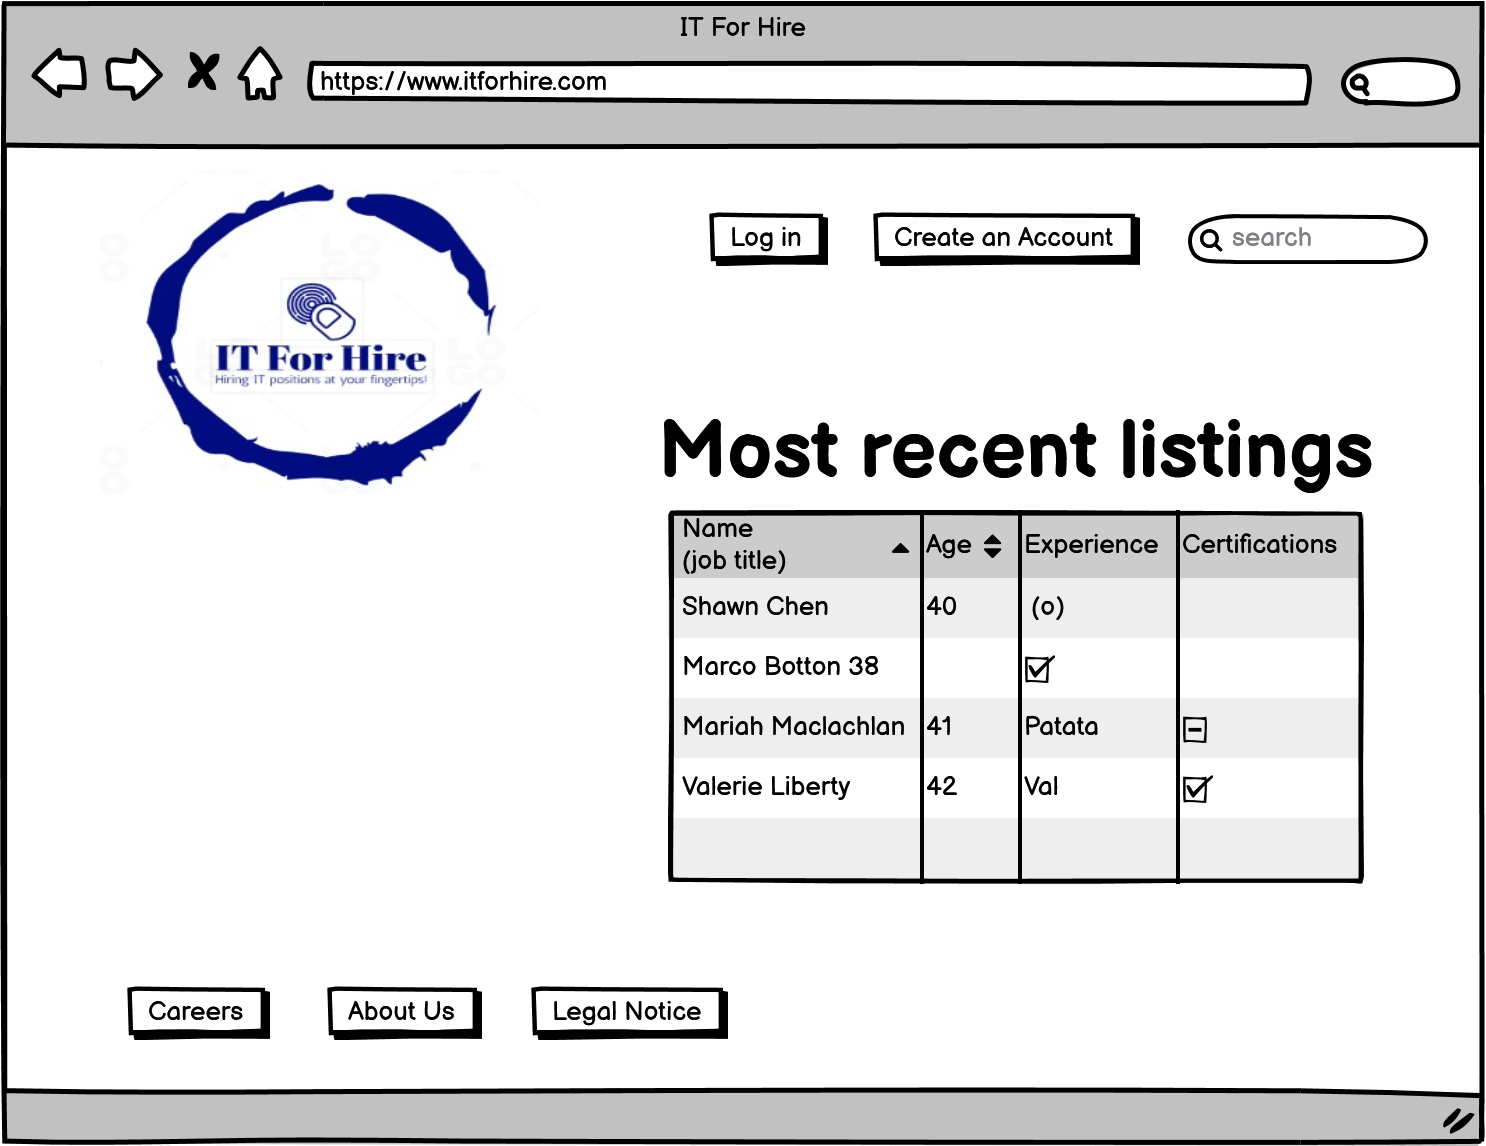 IT For Hire
https://www.itforhire.com
Log in
Create an Account
search
IT For Hire
Hiring IT positions at your fingertips!
Most recent listings
Name
(job title)
Age
Experience
Certifications
Shawn Chen 40 (o)
Marco Botton 38
Mariah Maclachlan 41 Patata
Valerie Liberty 42 Val
Careers
About Us
Legal Notice